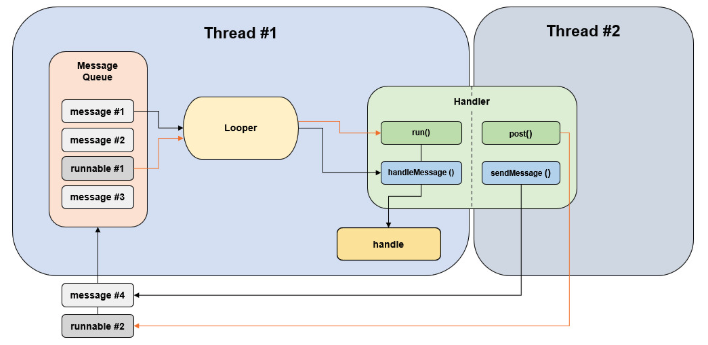 Thread #1
Thread #2
Message
Queue
message #1
message #2
runnable #1
message #3
Looper
Handler
run()
post()
handleMessage ()
sendMessage ()
handle
message #4
runnable #2